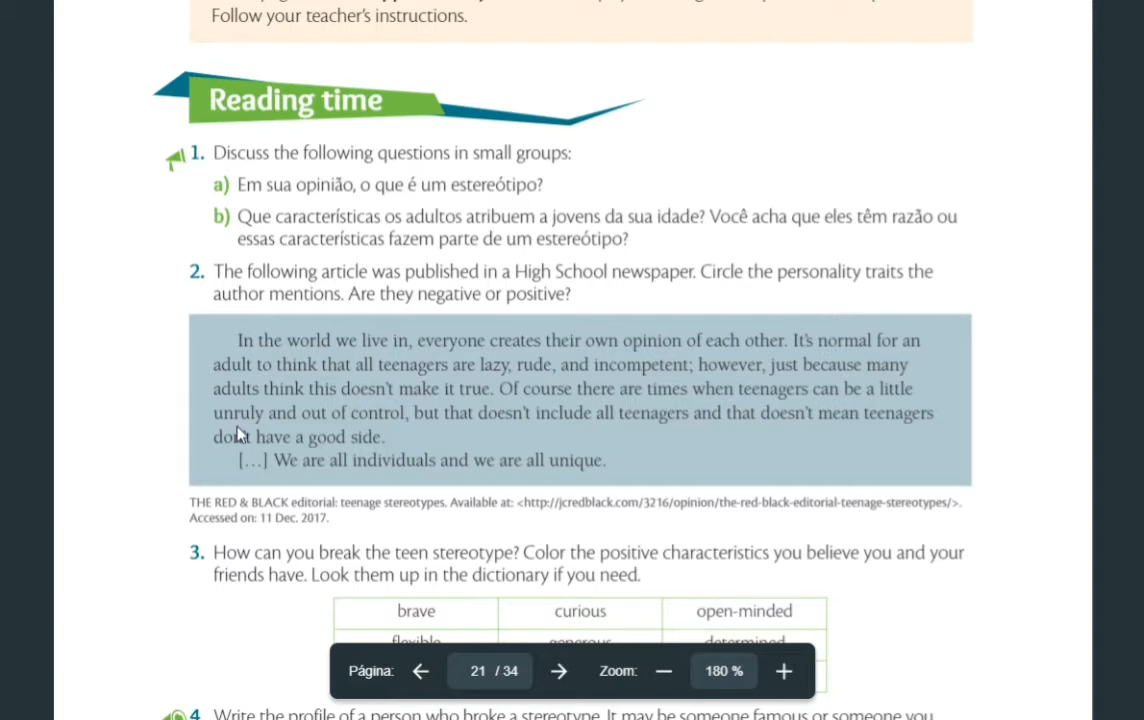 Follow your teacher's instructions.
Reading time
1. Discuss the following questions in small groups:
a) Em sua opinião, o que é um estereótipo?
b) Que características os adultos atribuem a jovens da sua idade? Você acha que eles têm razão ou
essas características fazem parte de um estereótipo?
2. The following article was published in a High School newspaper. Circle the personality traits the
author mentions. Are they negative or positive?
In the world we live in, everyone creates their own opinion of each other. It's normal for an
adult to think that all teenagers are lazy, rude, and incompetent; however, just because many
adults think this doesn't make it true. Of course there are times when teenagers can be a little
unruly and out of control, but that doesn't include all teenagers and that doesn't mean teenagers
don't have a good side.
[...] We are all individuals and we are all unique.
THE RED & BLACK editorial: teenage stereotypes. Available at: <http://jcredblack.com/3216/opinion/the-red-black-editorial-teenage-stereotypes/>.
Accessed on: 11 Dec. 2017.
3. How can you break the teen stereotype? Color the positive characteristics you believe you and your
friends have. Look them up in the dictionary if you need.
brave curious open-minded
flexible generous determined
Página: 21 / 34 Zoom: 180 %
4. Write the profile of a person who broke a stereotype. It may be someone famous or someone you